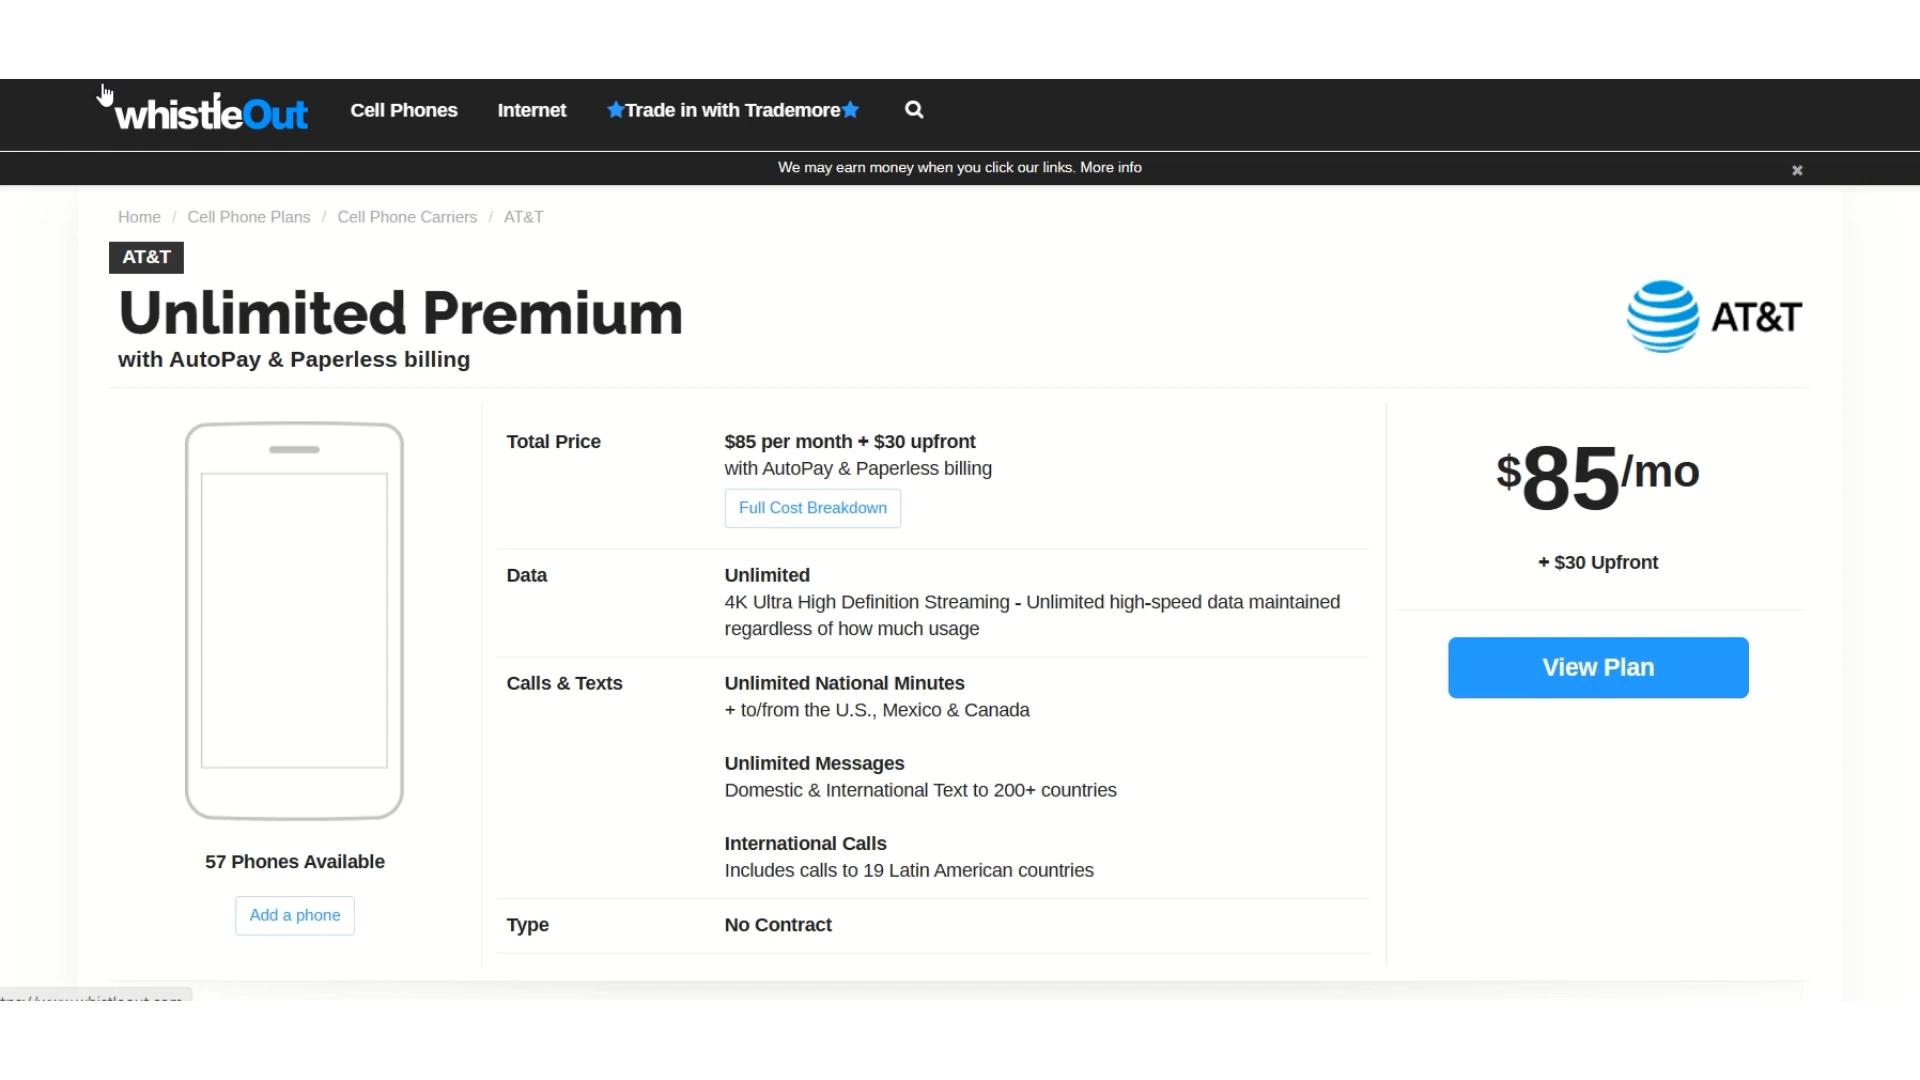 whistleOut
Cell Phones
Internet
Trade in with Trademore
We may earn money when you click our links. More info
Home / Cell Phone Plans / Cell Phone Carriers / AT&T
AT&T
Unlimited Premium
with AutoPay & Paperless billing
AT&T
57 Phones Available
Add a phone
Total Price
$85 per month + $30 upfront
with AutoPay & Paperless billing
Full Cost Breakdown
Data
Unlimited
4K Ultra High Definition Streaming - Unlimited high-speed data maintained
regardless of how much usage
Calls & Texts
Unlimited National Minutes
+ to/from the U.S., Mexico & Canada
Unlimited Messages
Domestic & International Text to 200+ countries
International Calls
Includes calls to 19 Latin American countries
Type
No Contract
$85/mo
+ $30 Upfront
View Plan